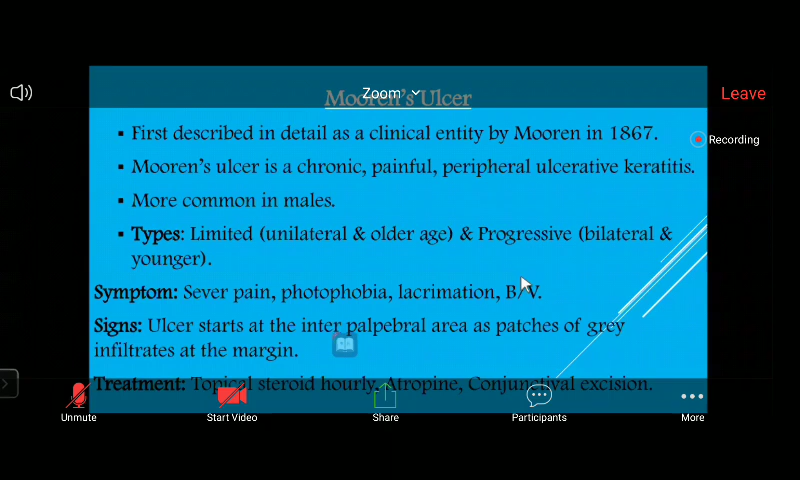 Zoom
Mooren's Ulcer
Leave
Recording
▪ First described in detail as a clinical entity by Mooren in 1867.
▪ Mooren's ulcer is a chronic, painful, peripheral ulcerative keratitis.
▪ More common in males.
▪ Types: Limited (unilateral & older age) & Progressive (bilateral &
younger).
Symptom: Sever pain, photophobia, lacrimation, B/V.
Signs: Ulcer starts at the inter palpebral area as patches of grey
infiltrates at the margin.
Treatment: Topical steroid hourly, Atropine, Conjunctival excision.
Unmute
Start Video
Share
Participants
More